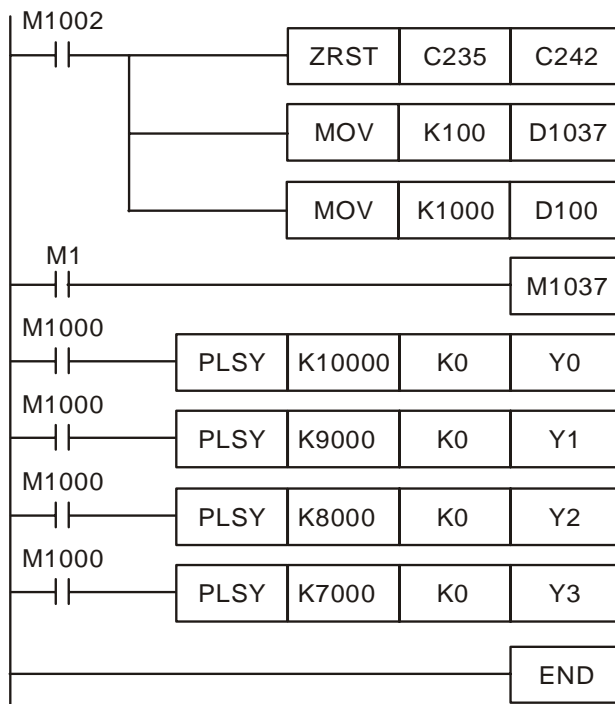 M1002
ZRST C235 C242
MOV K100 D1037
MOV K1000 D100
M1
M1037
M1000
PLSY K10000 K0 Y0
M1000
PLSY K9000 K0 Y1
M1000
PLSY K8000 K0 Y2
M1000
PLSY K7000 K0 Y3
END